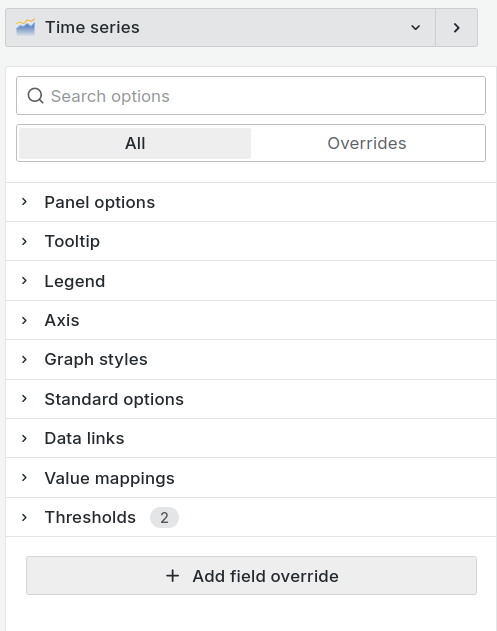 Time series
Search options
All Overrides
Panel options
Tooltip
Legend
Axis
Graph styles
Standard options
Data links
Value mappings
Thresholds 2
Add field override